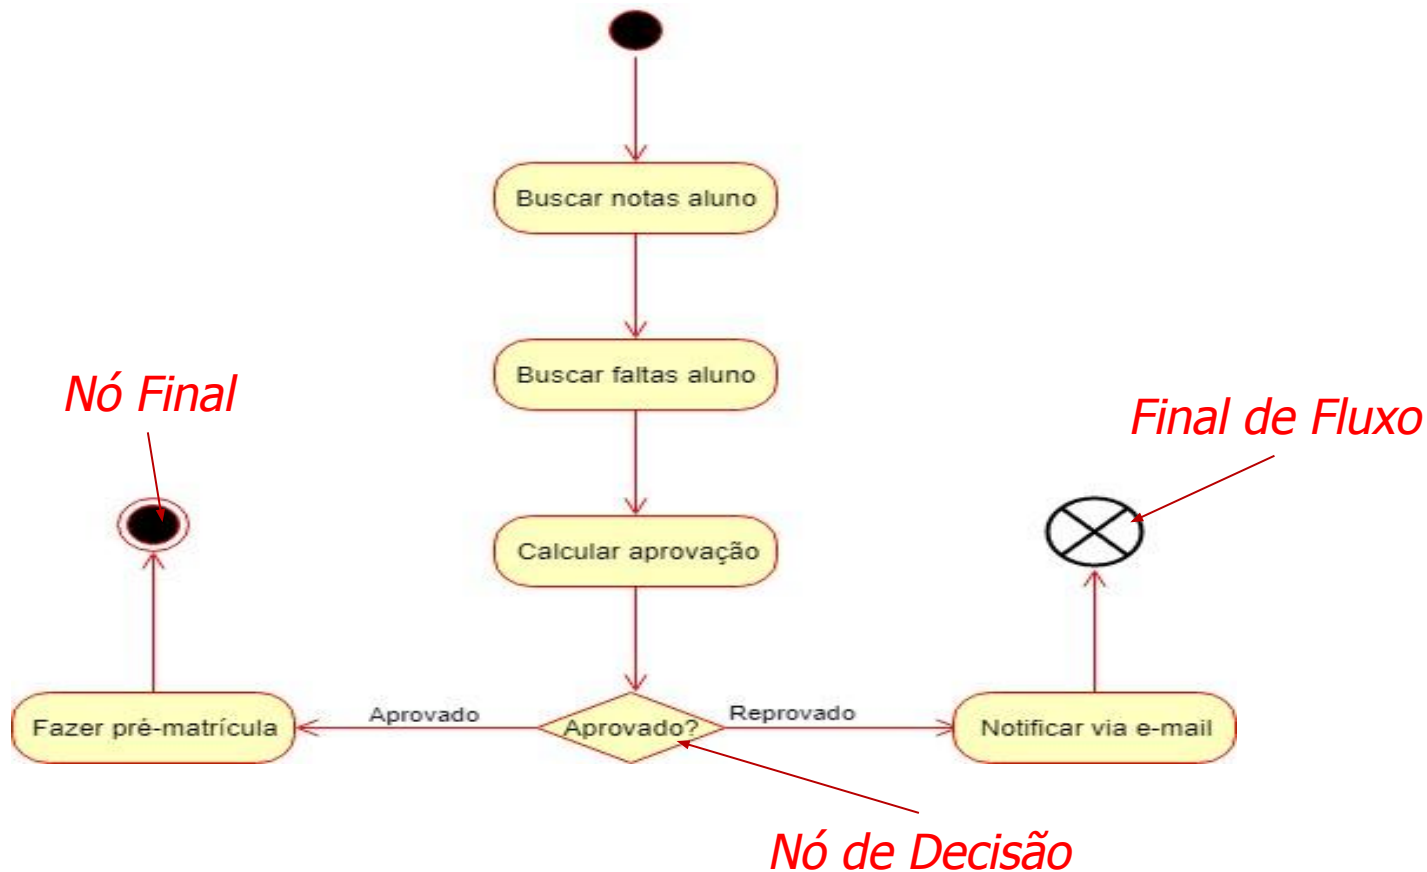 Buscar notas aluno
Buscar faltas aluno
Nó Final
Final de Fluxo
Calcular aprovação
Fazer pré-matrícula
Aprovado
Aprovado?
Reprovado
Notificar via e-mail
Nó de Decisão